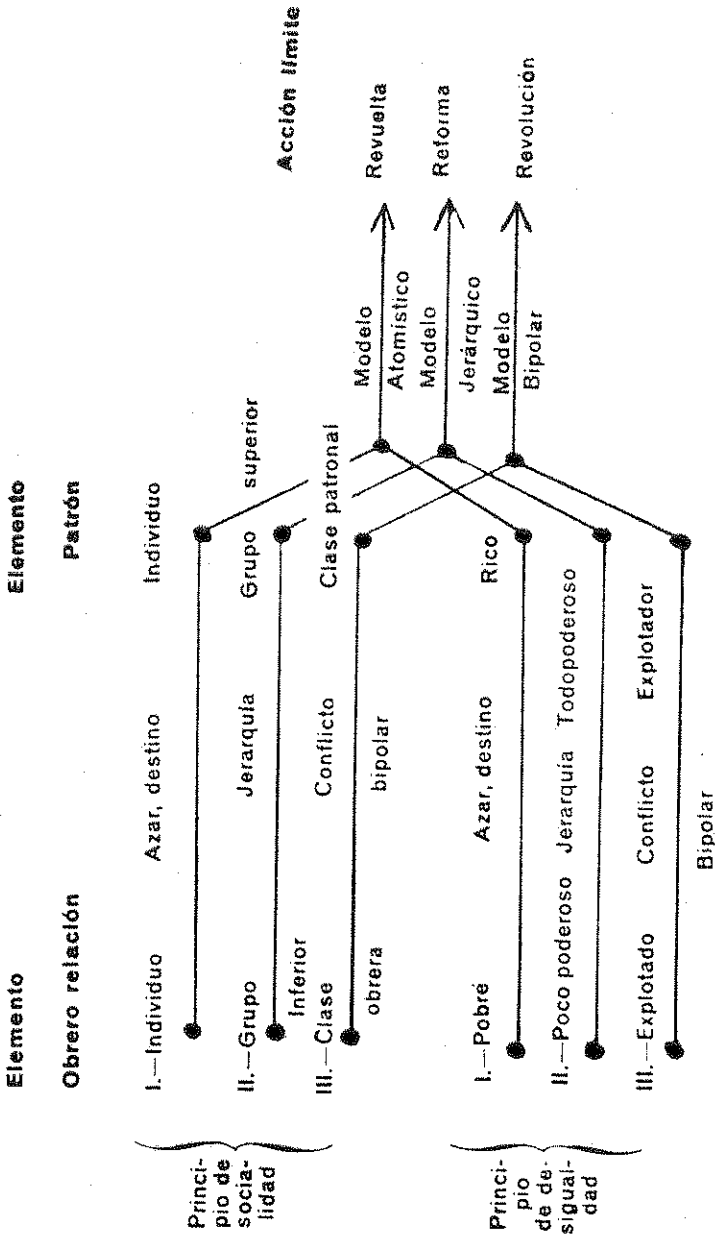 Elemento Elemento
Obrero relación Patrón Acción límite
Princi-
pio de
socia-
lidad
I.—Individuo Azar, destino Individuo
II.—Grupo Jerarquía Grupo superior
Inferior
III.—Clase Conflicto Clase patronal
obrera bipolar
Modelo Revuelta
Atomístico
Modelo Reforma
Jerárquico
Modelo Revolución
Bipolar
Princi-
pio
de de-
sigual-
dad
I.—Pobré Azar, destino Rico
II.—Poco poderoso Jerarquía Todopoderoso
III.—Explotado Conflicto Explotador
Bipolar